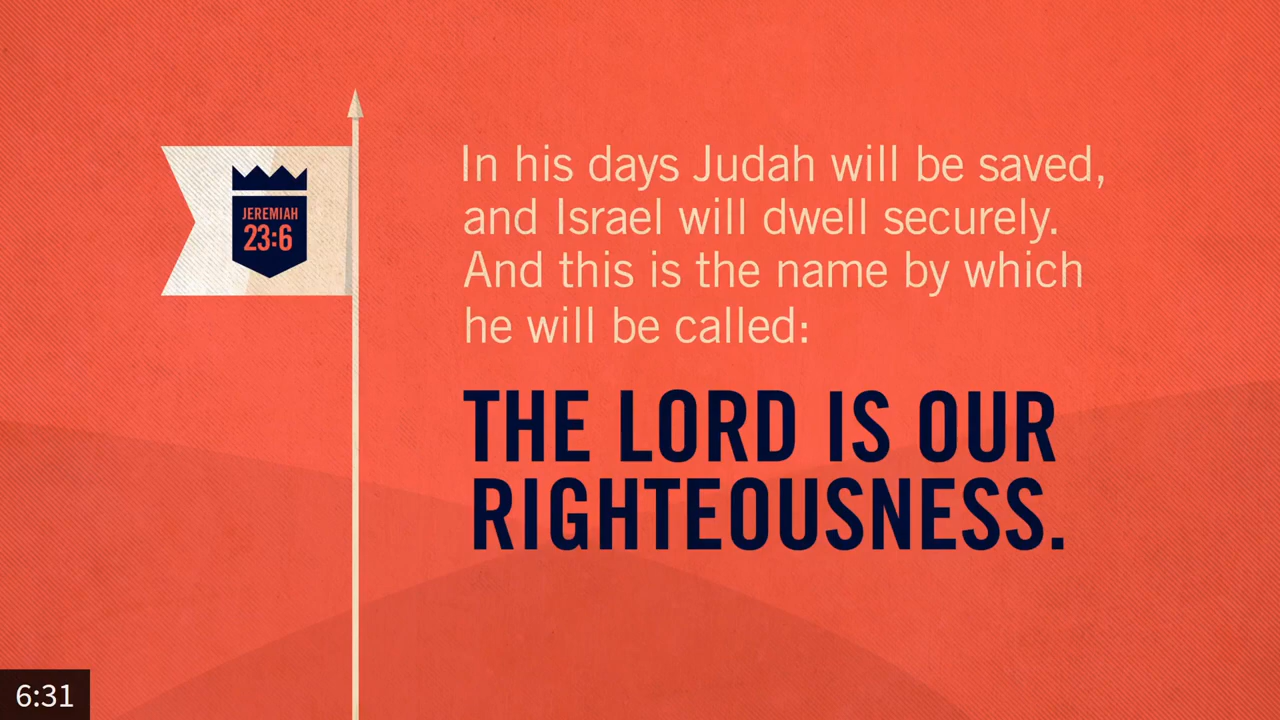 JEREMIAH
23:6
In his days Judah will be saved,
and Israel will dwell securely.
And this is the name by which
he will be called:
THE LORD IS OUR
RIGHTEOUSNESS.
6:31